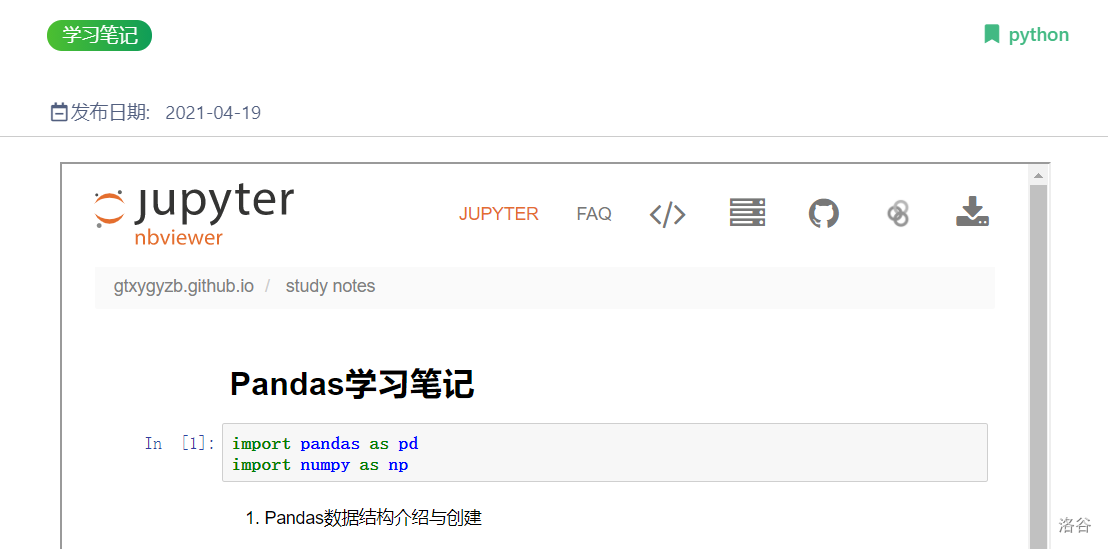 学习笔记
python
发布日期: 2021-04-19
jupyter
nbviewer
JUPYTER FAQ </>
gtxygyzb.github.io / study notes
Pandas学习笔记
In [1]: import pandas as pd
import numpy as np
1. Pandas数据结构介绍与创建
洛谷